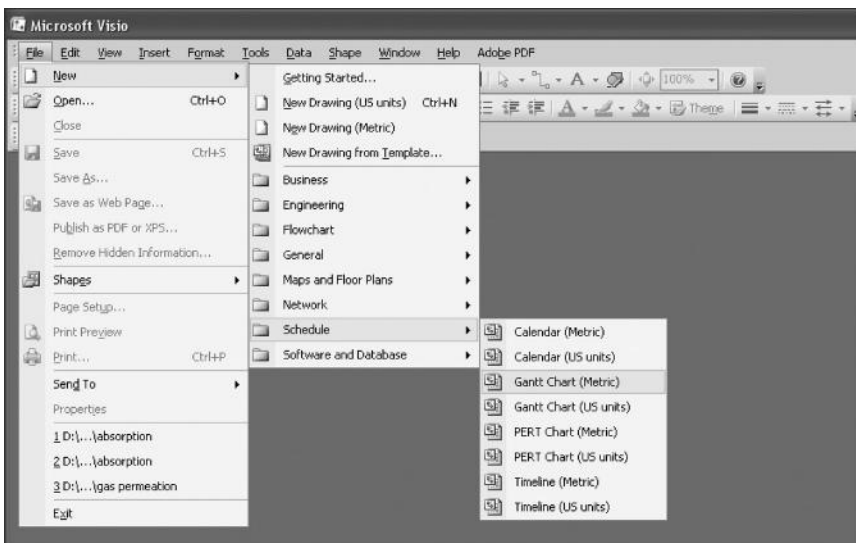 Microsoft Visio
File Edit View Insert Format Tools Data Shape Window Help Adobe PDF
New
Open... Ctrl+O
Close
Save Ctrl+S
Save As...
Save as Web Page...
Publish as PDF or XPS...
Remove Hidden Information...
Shapes
Page Setup...
Print Preview
Print... Ctrl+P
Send To
Properties
1 D:\...\absorption
2 D:\...\absorption
3 D:\...\gas permeation
Exit
Getting Started...
New Drawing (US units) Ctrl+N
New Drawing (Metric)
New Drawing from Template...
Business
Engineering
Flowchart
General
Maps and Floor Plans
Network
Schedule
Software and Database
Calendar (Metric)
Calendar (US units)
Gantt Chart (Metric)
Gantt Chart (US units)
PERT Chart (Metric)
PERT Chart (US units)
Timeline (Metric)
Timeline (US units)
A 100%
A Theme